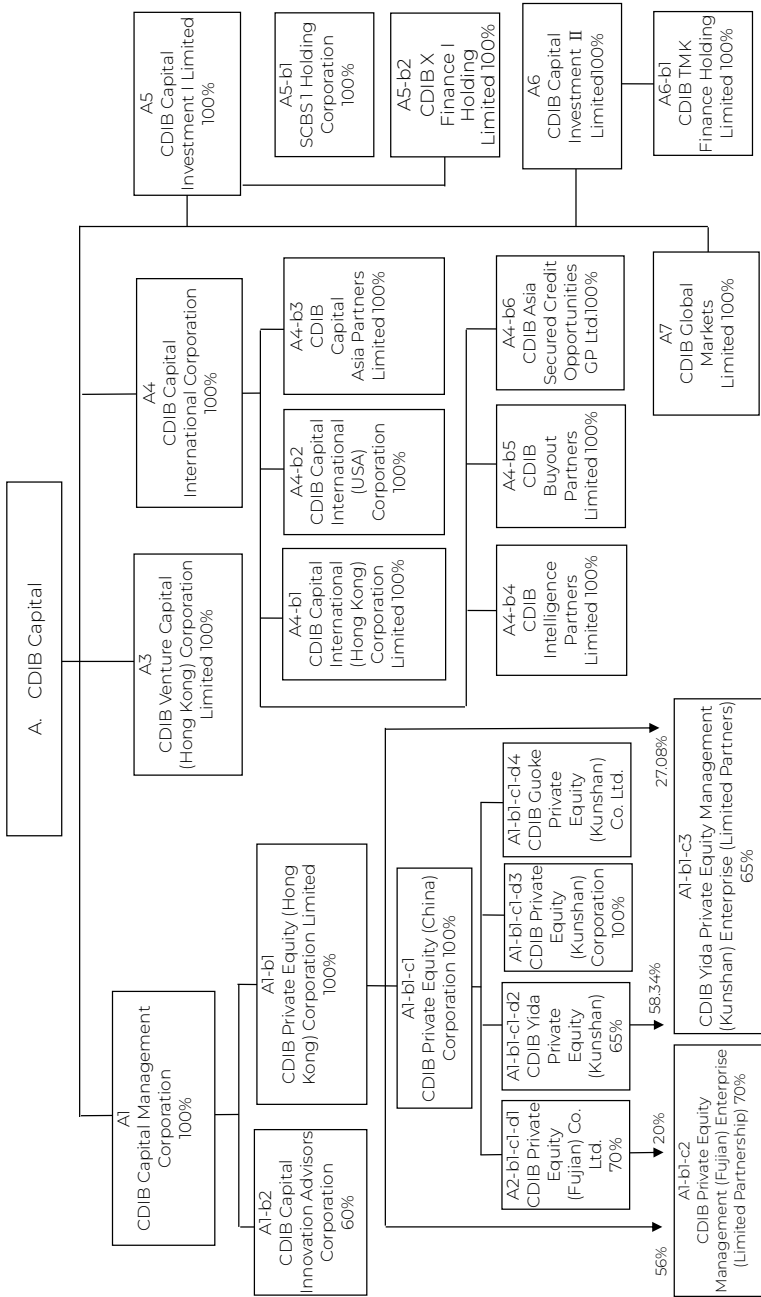 A. CDIB Capital
A1
CDIB Capital Management
Corporation
100%
A3
CDIB Venture Capital
(Hong Kong) Corporation
Limited 100%
A4
CDIB Capital
International Corporation
100%
A5
CDIB Capital
Investment I Limited
100%
A1-b2
CDIB Capital
Innovation Advisors
Corporation
60%
A1-b1
CDIB Private Equity (Hong
Kong) Corporation Limited
100%
A4-b1
CDIB Capital
International
(Hong Kong)
Corporation
Limited 100%
A4-b2
CDIB Capital
International
(USA)
Corporation
100%
A4-b3
CDIB
Capital
Asia Partners
Limited 100%
A5-b1
SCBS 1 Holding
Corporation
100%
A5-b2
CDIB X
Finance I
Holding
Limited 100%
A1-b1-c1
CDIB Private Equity (China)
Corporation 100%
A4-b4
CDIB
Intelligence
Partners
Limited 100%
A4-b5
CDIB
Buyout
Partners
Limited 100%
A4-b6
CDIB Asia
Secured Credit
Opportunities
GP Ltd.100%
A6
CDIB Capital
Investment II
Limited100%
A2-b1-c1-d1
CDIB Private
Equity
(Fujian) Co.
Ltd.
70%
A1-b1-c1-d2
CDIB Yida
Private
Equity
(Kunshan)
65%
A1-b1-c1-d3
CDIB Private
Equity
(Kunshan)
Corporation
100%
A1-b1-c1-d4
CDIB Guoke
Private
Equity
(Kunshan)
Co. Ltd.
A7
CDIB Global
Markets
Limited 100%
A6-b1
CDIB TMK
Finance Holding
Limited 100%
56%
20%
58.34%
27.08%
A1-b1-c2
CDIB Private Equity
Management (Fujian) Enterprise
(Limited Partnership) 70%
A1-b1-c3
CDIB Yida Private Equity Management
(Kunshan) Enterprise (Limited Partners)
65%